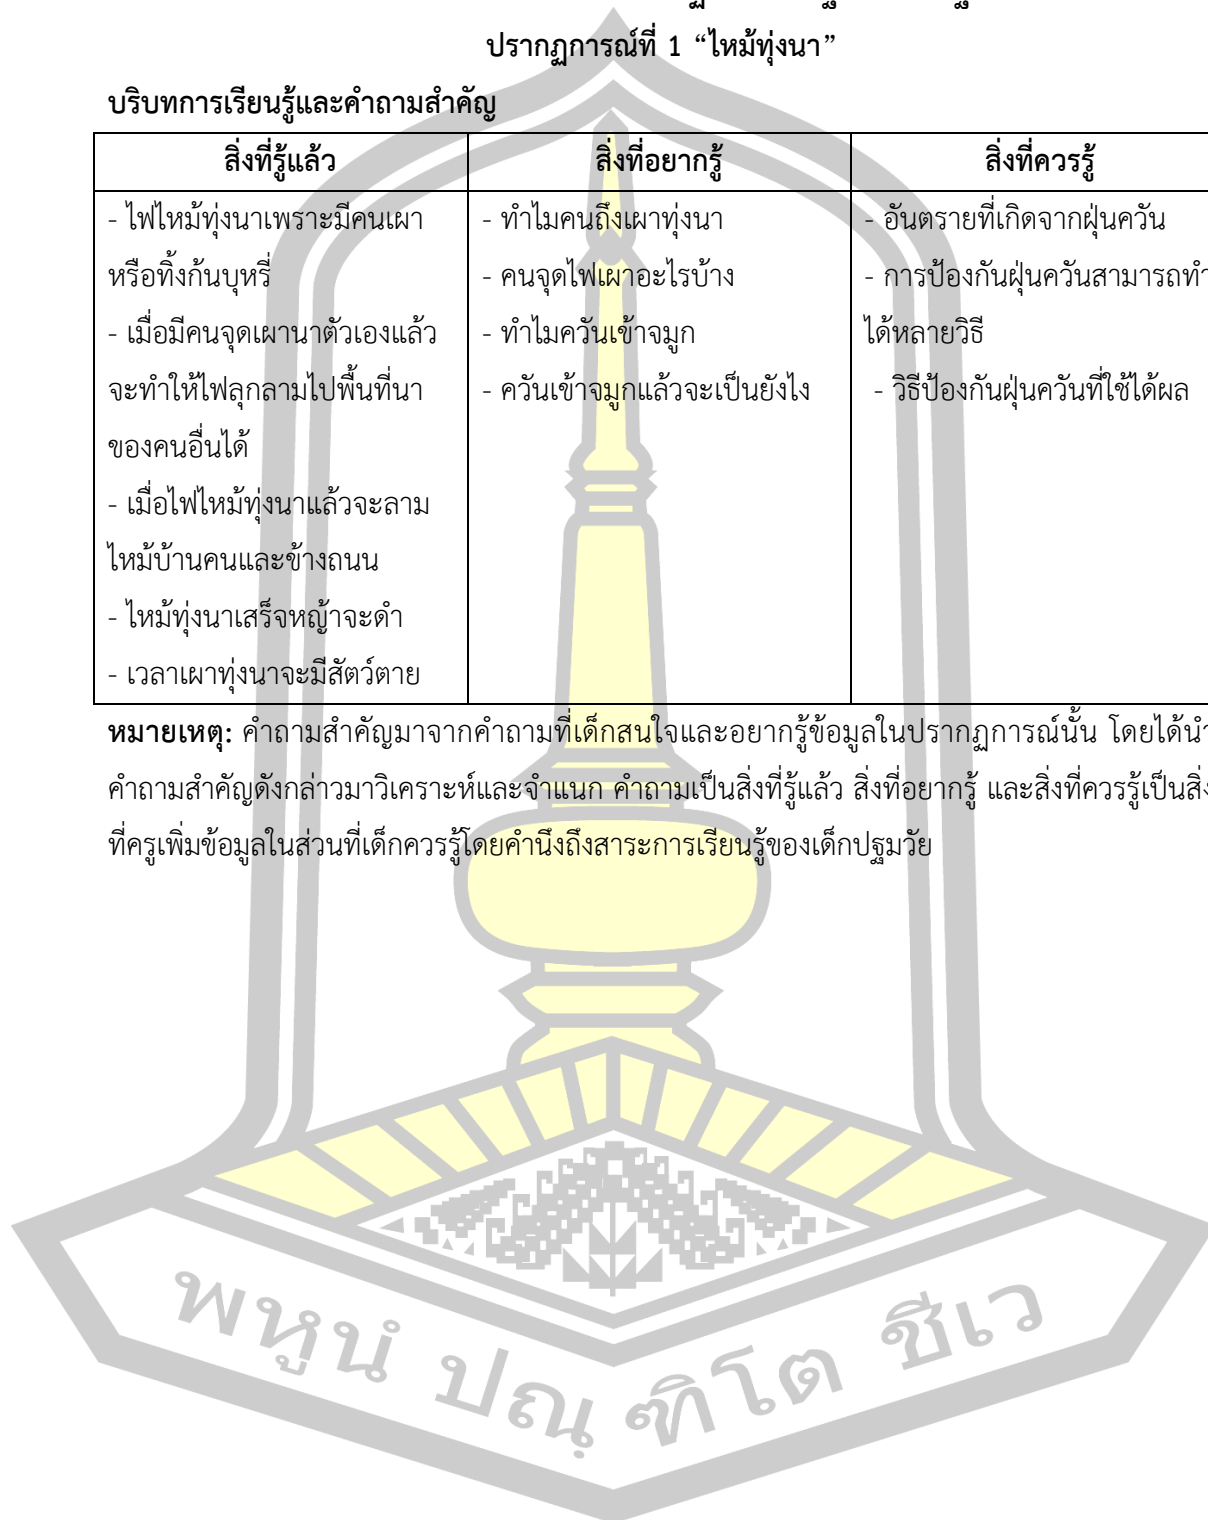 ปรากฏการณ์ที่ 1 “ไหม้ทุ่งนา”
บริบทการเรียนรู้และคำถามสำคัญ
สิ่งที่รู้แล้ว
- ไฟไหม้ทุ่งนาเพราะมีคนเผา
หรือทิ้งก้นบุหรี่
- เมื่อมีคนจุดเผานาตัวเองแล้ว
จะทำให้ไฟลุกลามไปพื้นที่นา
ของคนอื่นได้
- เมื่อไฟไหม้ทุ่งนาแล้วจะลาม
ไหม้บ้านคนและข้างถนน
- ไหม้ทุ่งนาเสร็จหญ้าจะดำ
- เวลาเผาทุ่งนาจะมีสัตว์ตาย
สิ่งที่อยากรู้
- ทำไมคนถึงเผาทุ่งนา
- คนจุดไฟเผาอะไรบ้าง
- ทำไมควันเข้าจมูก
- ควันเข้าจมูกแล้วจะเป็นยังไง
สิ่งที่ควรรู้
- อันตรายที่เกิดจากฝุ่นควัน
- การป้องกันฝุ่นควันสามารถทำ
ได้หลายวิธี
- วิธีป้องกันฝุ่นควันที่ใช้ได้ผล
หมายเหตุ: คำถามสำคัญมาจากคำถามที่เด็กสนใจและอยากรู้ข้อมูลในปรากฏการณ์นั้น โดยได้นำ
คำถามสำคัญดังกล่าวมาวิเคราะห์และจำแนก คำถามเป็นสิ่งที่รู้แล้ว สิ่งที่อยากรู้ และสิ่งที่ควรรู้เป็นสิ่ง
ที่ครูเพิ่มข้อมูลในส่วนที่เด็กควรรู้โดยคำนึงถึงสาระการเรียนรู้ของเด็กปฐมวัย
พหูนํ ปณฺฑิโต ชีเว